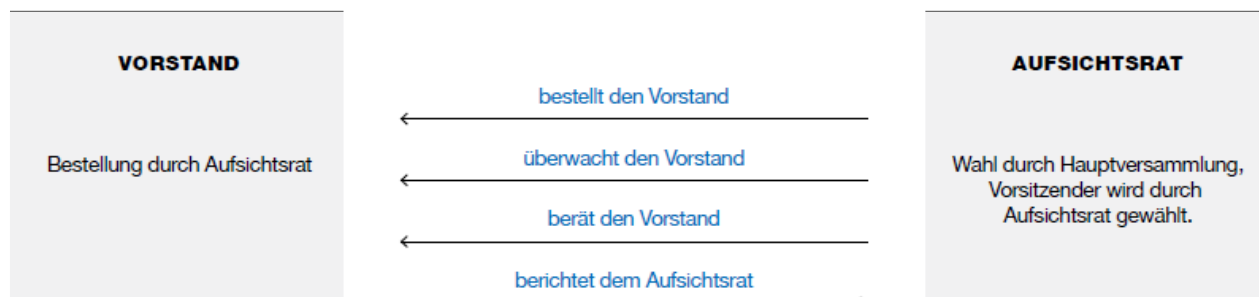 VORSTAND
Bestellung durch Aufsichtsrat
bestellt den Vorstand
überwacht den Vorstand
berät den Vorstand
berichtet dem Aufsichtsrat
AUFSICHTSRAT
Wahl durch Hauptversammlung,
Vorsitzender wird durch
Aufsichtsrat gewählt.